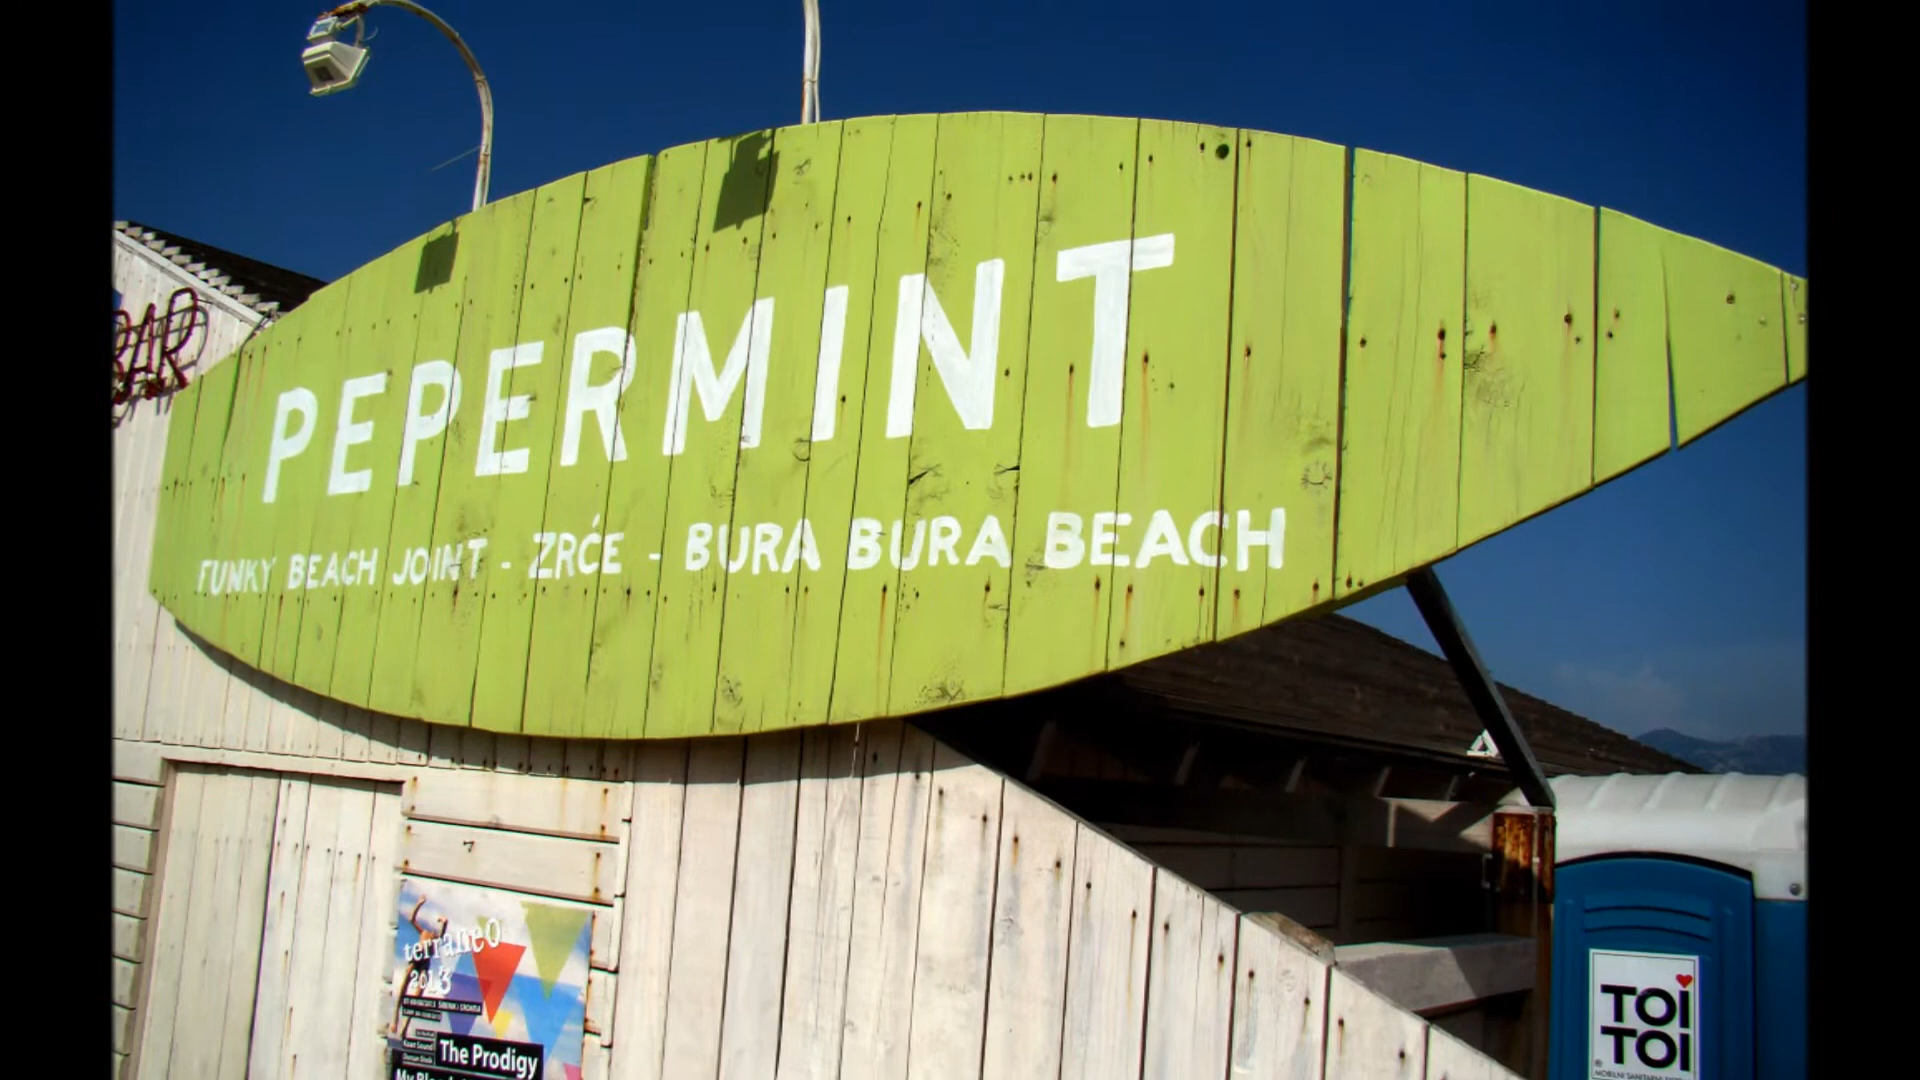 BAR
PEPERMINT
FUNKY BEACH JOINT - ZRĆE - BURA BURA BEACH
terraneo
2013
The Prodigy
TOI
TOI